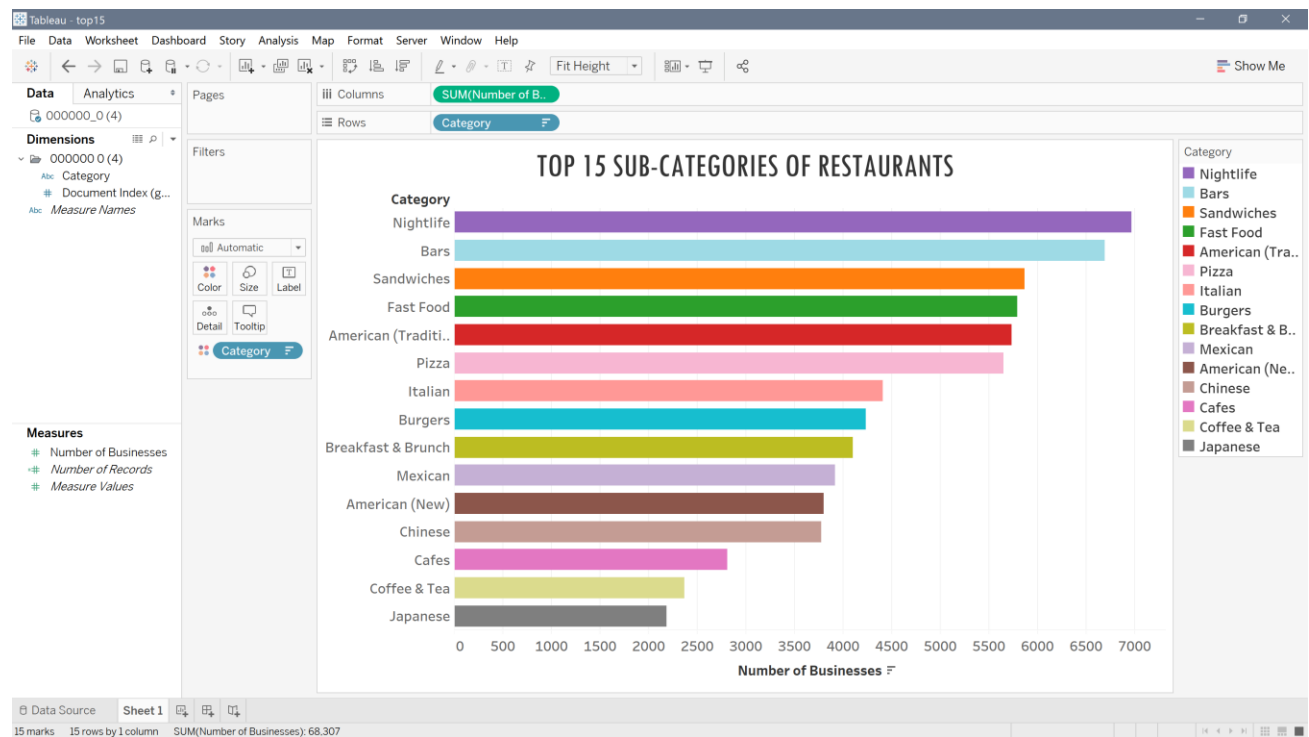 Tableau - top15
File Data Worksheet Dashboard Story Analysis Map Format Server Window Help
Fit Height
Show Me
Data Analytics
000000_0 (4)
Dimensions
000000 0 (4)
Abc Category
# Document Index (g...
Abc Measure Names
Measures
# Number of Businesses
=# Number of Records
# Measure Values
Pages
Filters
Marks
Automatic
Color Size Label
Detail Tooltip
Category
iii Columns SUM(Number of B..
Rows Category
TOP 15 SUB-CATEGORIES OF RESTAURANTS
Category
Nightlife
Bars
Sandwiches
Fast Food
American (Traditi..
Pizza
Italian
Burgers
Breakfast & Brunch
Mexican
American (New)
Chinese
Cafes
Coffee & Tea
Japanese
0 500 1000 1500 2000 2500 3000 3500 4000 4500 5000 5500 6000 6500 7000
Number of Businesses
Category
Nightlife
Bars
Sandwiches
Fast Food
American (Tra..
Pizza
Italian
Burgers
Breakfast & B..
Mexican
American (Ne..
Chinese
Cafes
Coffee & Tea
Japanese
Data Source Sheet 1
15 marks 15 rows by 1 column SUM(Number of Businesses): 68,307